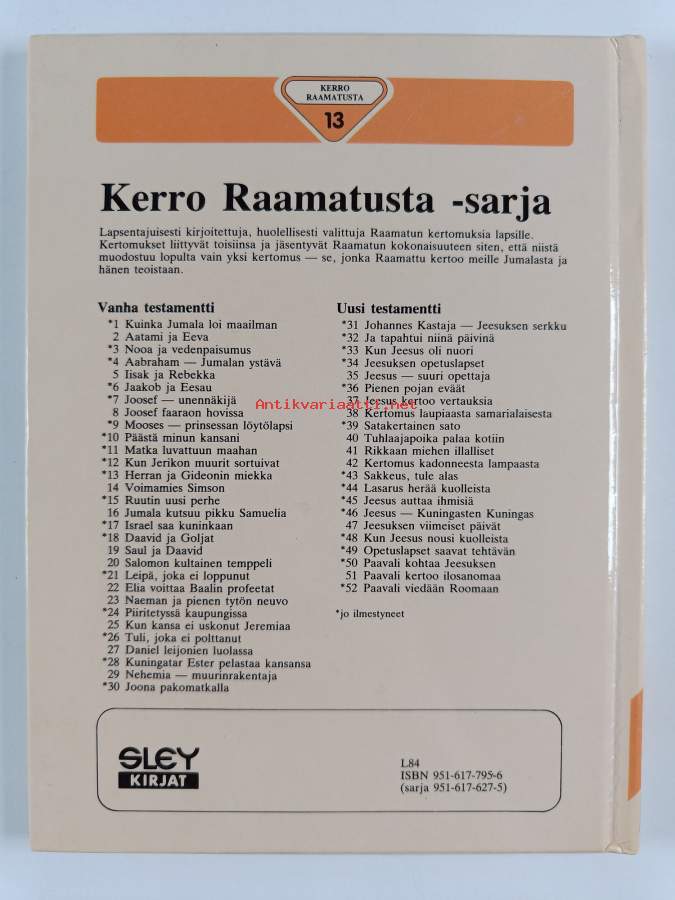 KERRO
RAAMATUSTA
13
Kerro Raamatusta -sarja
Lapsentajuisesti kirjoitettuja, huolellisesti valittuja Raamatun kertomuksia lapsille.
Kertomukset liittyvät toisiinsa ja jäsentyvät Raamatun kokonaisuuteen siten, että niistä
muodostuu lopulta vain yksi kertomus — se, jonka Raamattu kertoo meille Jumalasta ja
hänen teoistaan.
Vanha testamentti
*1 Kuinka Jumala loi maailman
2 Aatami ja Eeva
*3 Nooa ja vedenpaisumus
*4 Aabraham — Jumalan ystävä
5 Iisak ja Rebekka
*6 Jaakob ja Eesau
*7 Joosef — unennäkijä
8 Joosef faaraon hovissa
*9 Mooses — prinsessan löytölapsi
*10 Päästä minun kansani
*11 Matka luvattuun maahan
*12 Kun Jerikon muurit sortuivat
*13 Herran ja Gideonin miekka
14 Voimamies Simson
*15 Ruutin uusi perhe
16 Jumala kutsuu pikku Samuelia
*17 Israel saa kuninkaan
*18 Daavid ja Goljat
19 Saul ja Daavid
20 Salomon kultainen temppeli
*21 Leipä, joka ei loppunut
22 Elia voittaa Baalin profeetat
23 Naeman ja pienen tytön neuvo
*24 Piiritetyssä kaupungissa
25 Kun kansa ei uskonut Jeremiaa
*26 Tuli, joka ei polttanut
27 Daniel leijonien luolassa
*28 Kuningatar Ester pelastaa kansansa
29 Nehemia — muurinrakentaja
*30 Joona pakomatkalla
Uusi testamentti
*31 Johannes Kastaja — Jeesuksen serkku
*32 Ja tapahtui niinä päivinä
*33 Kun Jeesus oli nuori
*34 Jeesuksen opetuslapset
35 Jeesus — suuri opettaja
*36 Pienen pojan eväät
37 Jeesus kertoo vertauksia
38 Kertomus laupiaasta samarialaisesta
*39 Satakertainen sato
40 Tuhlaajapoika palaa kotiin
41 Rikkaan miehen illalliset
42 Kertomus kadonneesta lampaasta
*43 Sakkeus, tule alas
*44 Lasarus herää kuolleista
*45 Jeesus auttaa ihmisiä
*46 Jeesus — Kuningasten Kuningas
47 Jeesuksen viimeiset päivät
*48 Kun Jeesus nousi kuolleista
*49 Opetuslapset saavat tehtävän
*50 Paavali kohtaa Jeesuksen
51 Paavali kertoo ilosanomaa
*52 Paavali viedään Roomaan
*jo ilmestyneet
Antikvariaatti.net
SLEY
KIRJAT
L84
ISBN 951-617-795-6
(sarja 951-617-627-5)